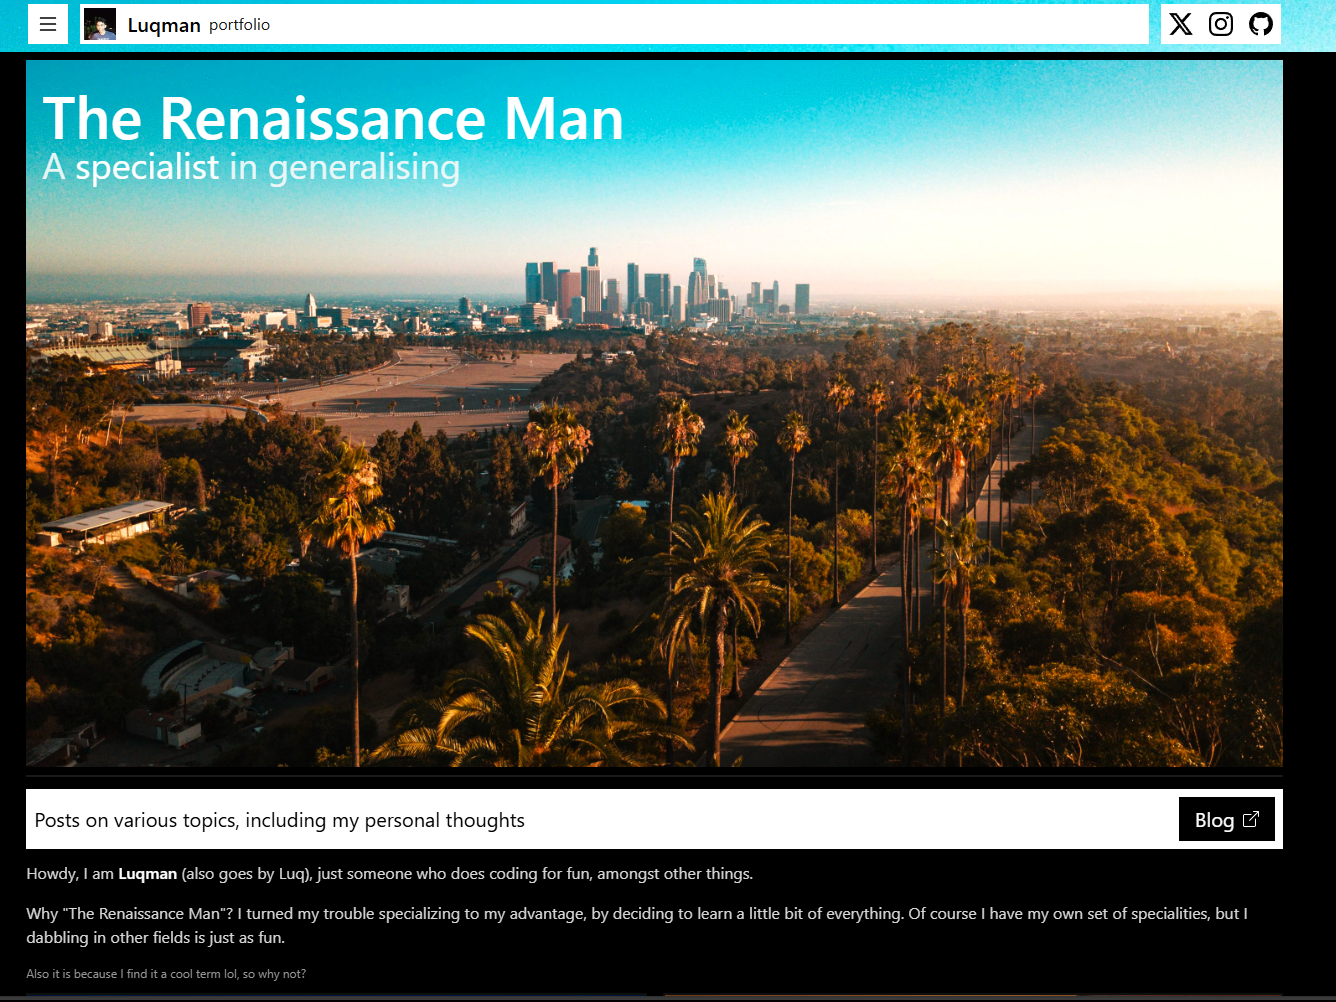 Luqman portfolio
The Renaissance Man
A specialist in generalising
Posts on various topics, including my personal thoughts
Blog
Howdy, I am Luqman (also goes by Luq), just someone who does coding for fun, amongst other things.
Why "The Renaissance Man"? I turned my trouble specializing to my advantage, by deciding to learn a little bit of everything. Of course I have my own set of specialities, but I
dabbling in other fields is just as fun.
Also it is because I find it a cool term lol, so why not?